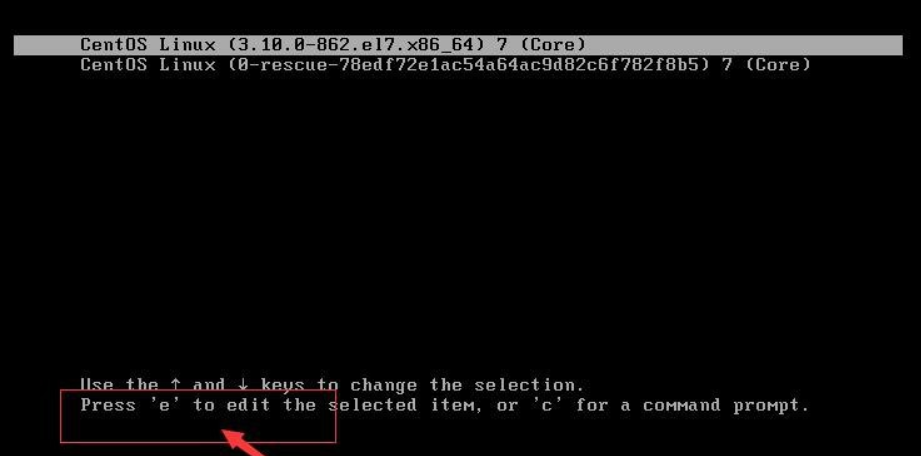 CentOS Linux (3.10.0-862.el7.x86_64) 7 (Core)
CentOS Linux (0-rescue-78edf72e1ac54a64ac9d82c6f782f8b5) 7 (Core)
Use the ↑ and ↓ keys to change the selection.
Press 'e' to edit the selected item, or 'c' for a command prompt.